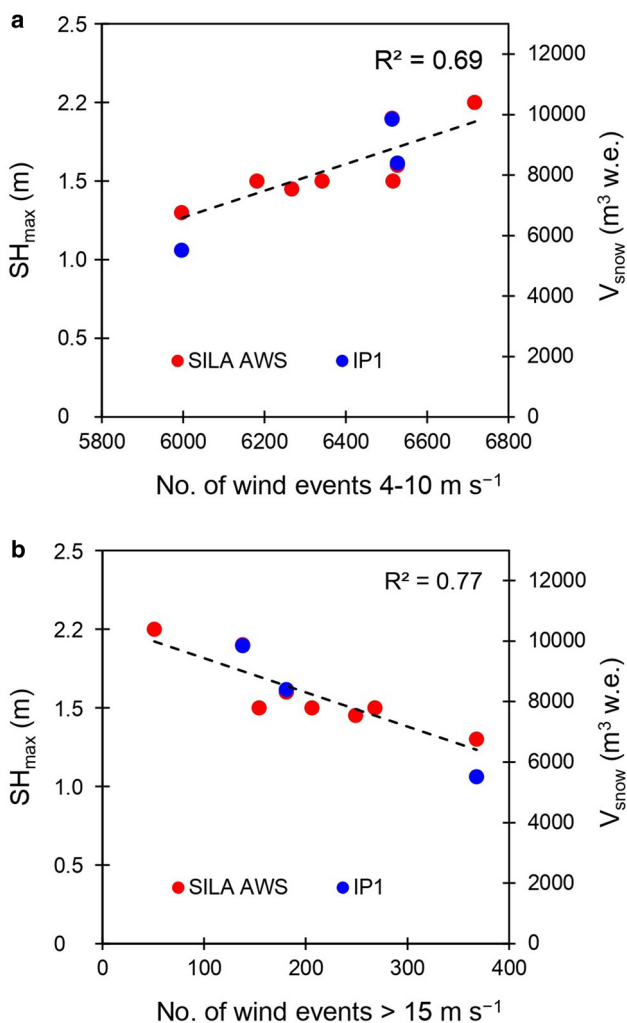 a
2.5
2.2
1.5
1.0
0.5
0
SHmax (m)
R² = 0.69
12000
10000
8000
6000
4000
2000
0
Vsnow (m³ w.e.)
SILA AWS IP1
5800 6000 6200 6400 6600 6800
No. of wind events 4-10 m s⁻¹
b
2.5
2.2
1.5
1.0
0.5
0
SHmax (m)
R² = 0.77
12000
10000
8000
6000
4000
2000
0
Vsnow (m³ w.e.)
SILA AWS IP1
0 100 200 300 400
No. of wind events > 15 m s⁻¹